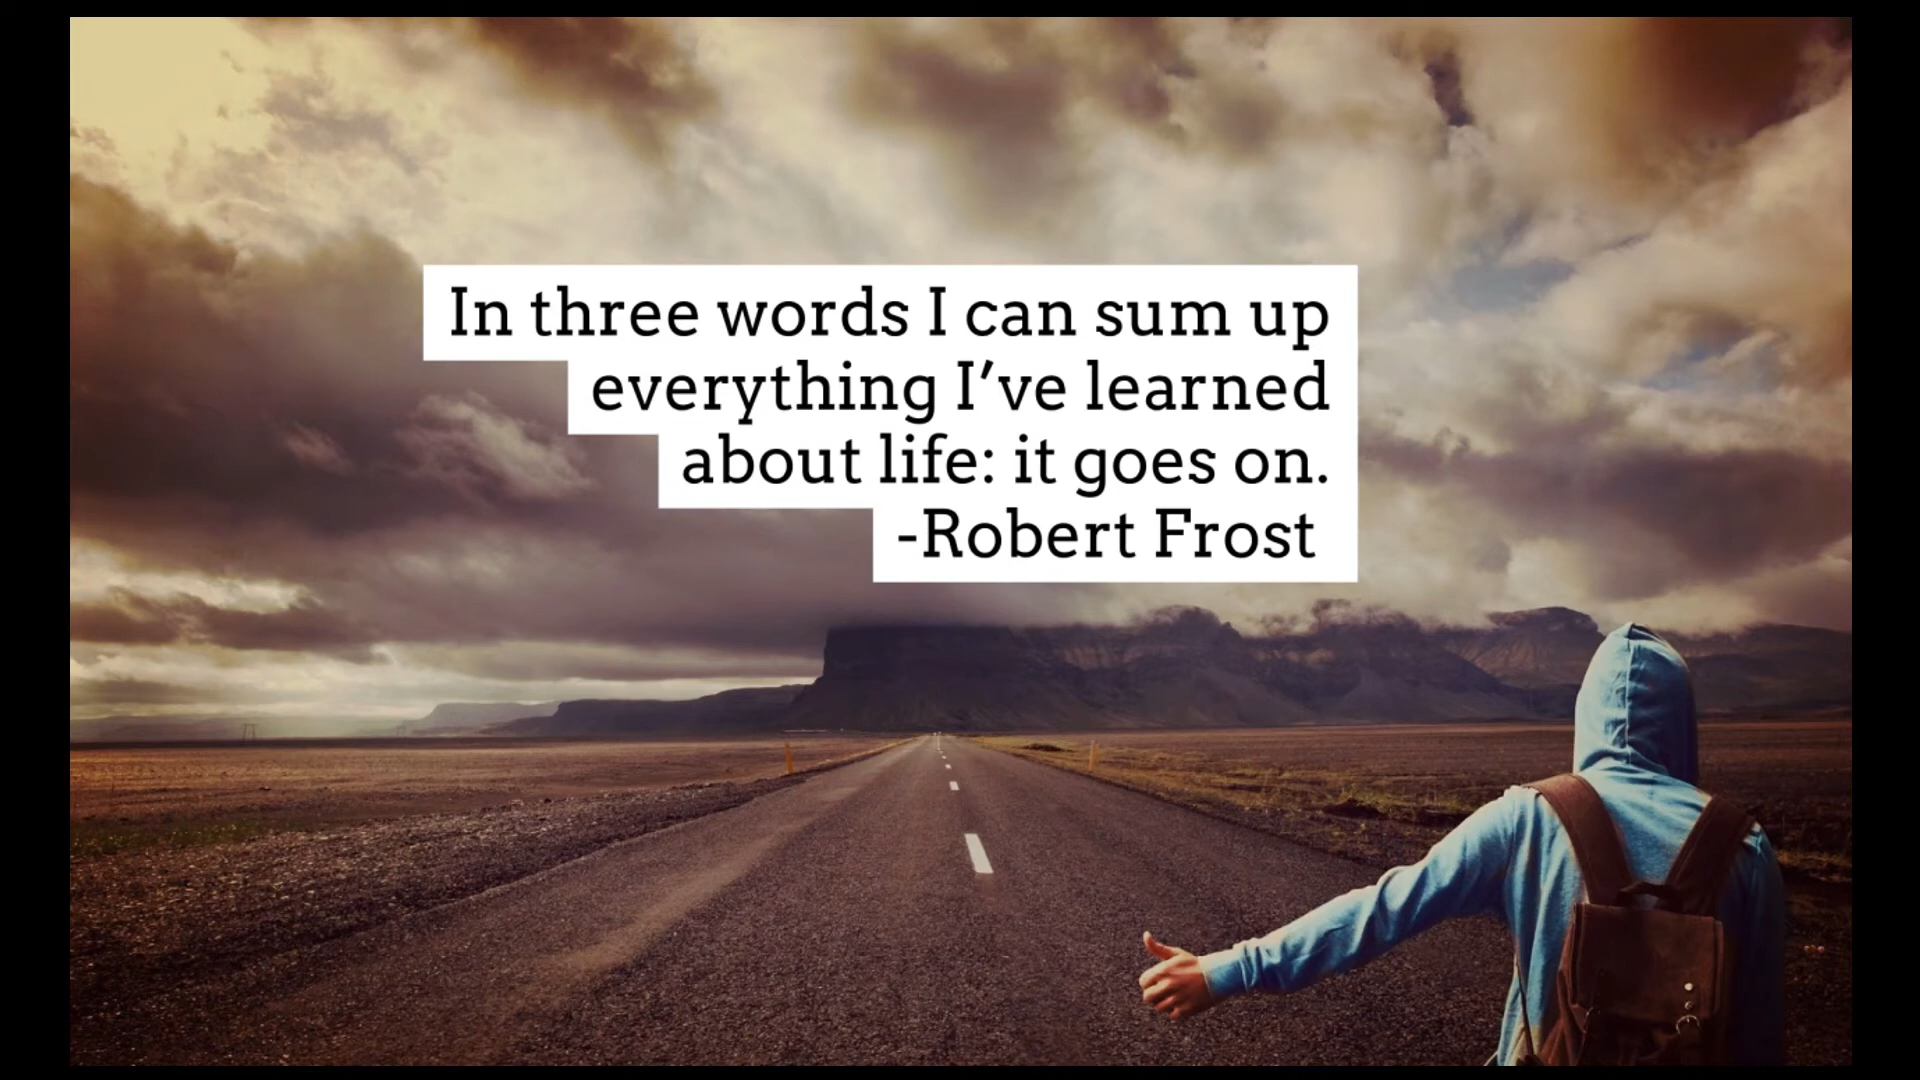 In three words I can sum up
everything I’ve learned
about life: it goes on.
-Robert Frost